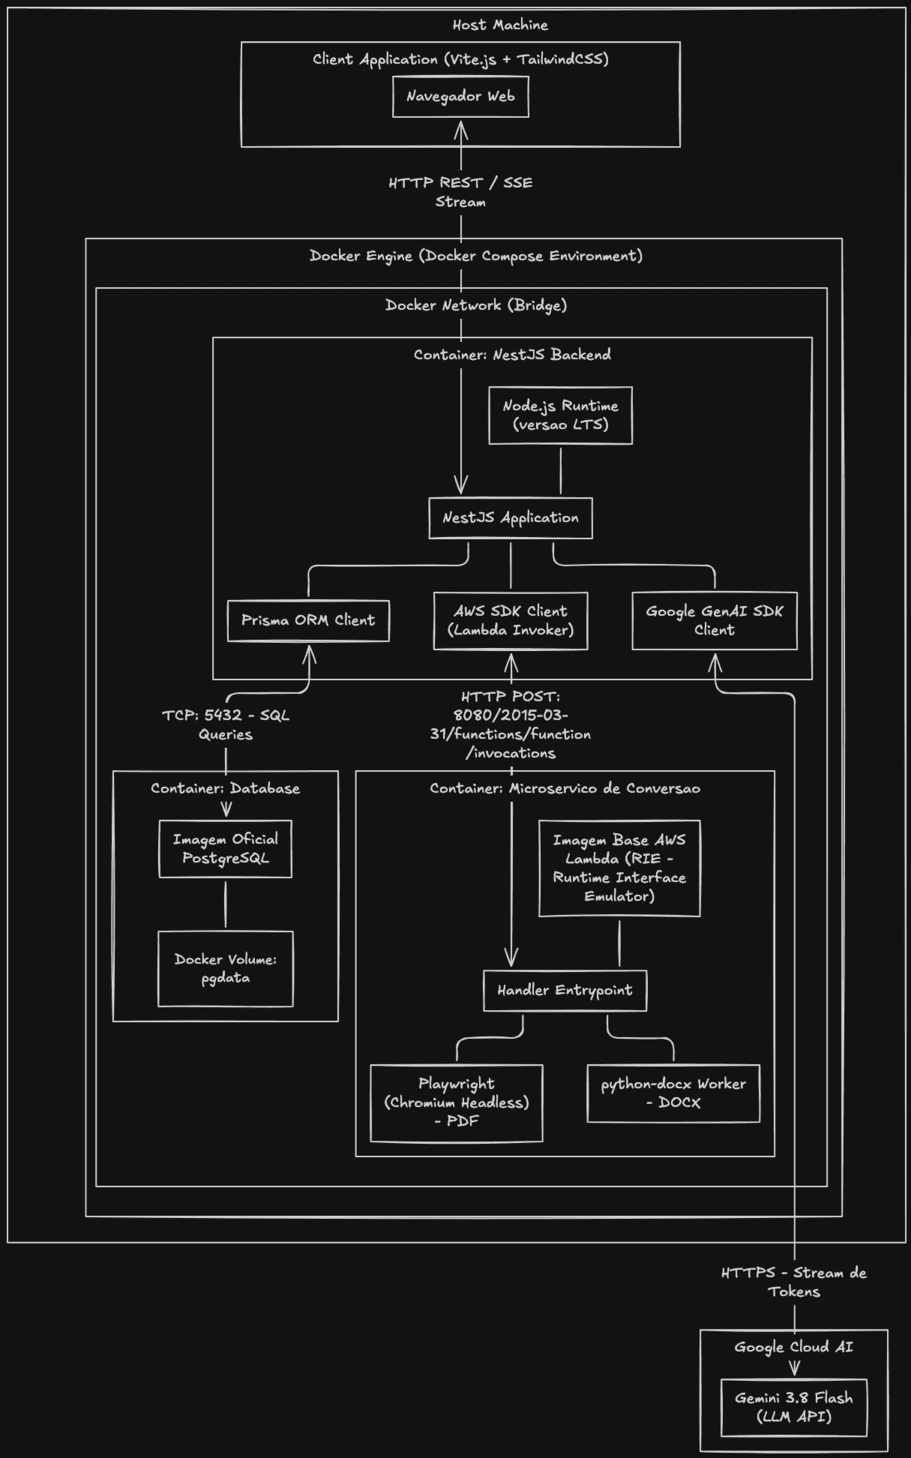 Host Machine
Client Application (Vite.js + TailwindCSS)
Navegador Web
HTTP REST / SSE
Stream
Docker Engine (Docker Compose Environment)
Docker Network (Bridge)
Container: NestJS Backend
Node.js Runtime
(versao LTS)
NestJS Application
Prisma ORM Client
AWS SDK Client
(Lambda Invoker)
Google GenAI SDK
Client
TCP: 5432 - SQL
Queries
HTTP POST:
8080/2015-03-
31/functions/function
/invocations
Container: Database
Imagem Oficial
PostgreSQL
Docker Volume:
pgdata
Container: Microservico de Conversao
Imagem Base AWS
Lambda (RIE -
Runtime Interface
Emulator)
Handler Entrypoint
Playwright
(Chromium Headless)
- PDF
python-docx Worker
- DOCX
HTTPS - Stream de
Tokens
Google Cloud AI
Gemini 3.8 Flash
(LLM API)